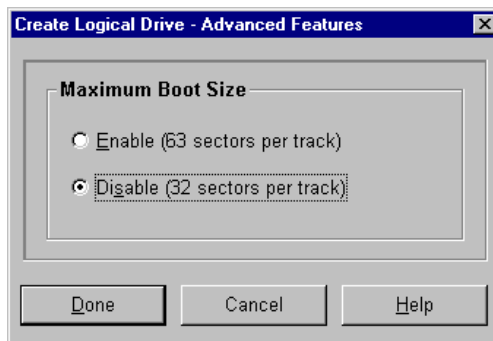 Create Logical Drive - Advanced Features
Maximum Boot Size
Enable (63 sectors per track)
Disable (32 sectors per track)
Done Cancel Help